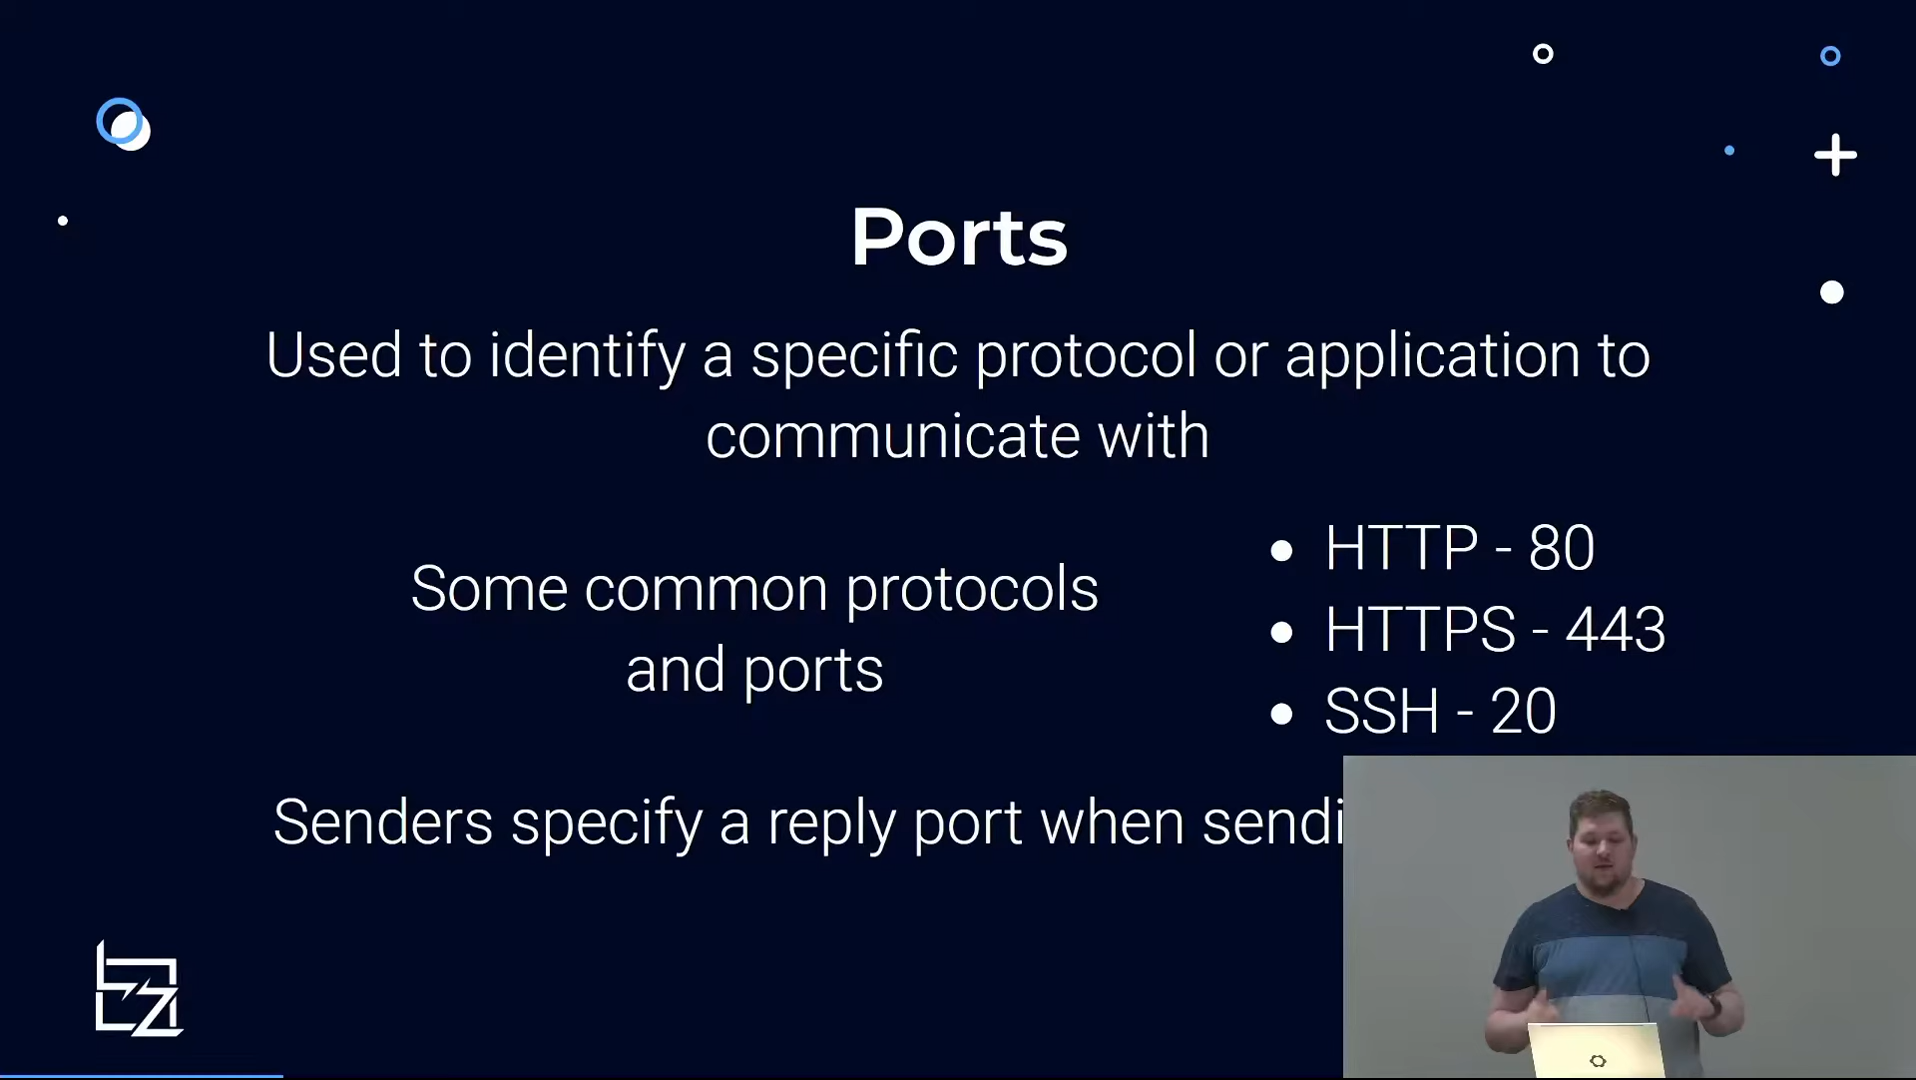 Ports
Used to identify a specific protocol or application to
communicate with
Some common protocols
and ports
• HTTP - 80
• HTTPS - 443
• SSH - 20
Senders specify a reply port when sendi